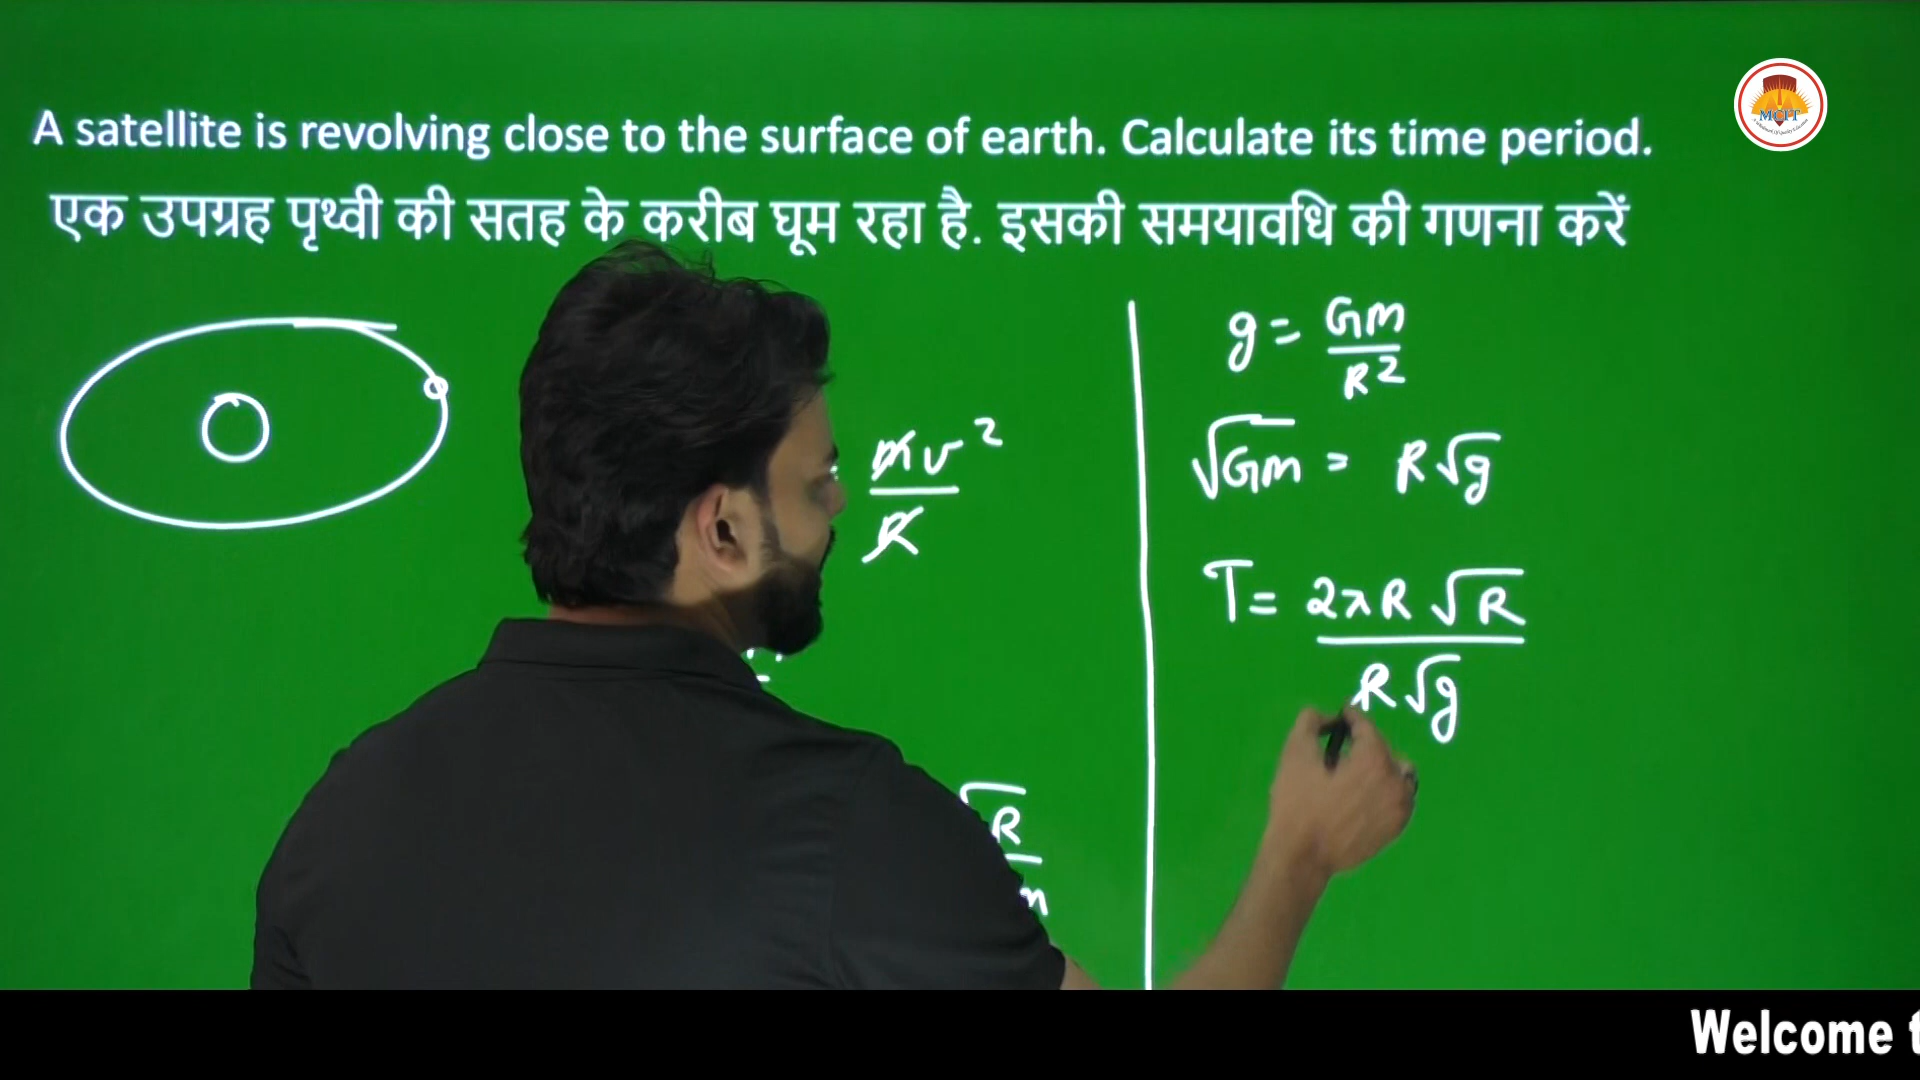 A satellite is revolving close to the surface of earth. Calculate its time period.
एक उपग्रह पृथ्वी की सतह के करीब घूम रहा है. इसकी समयावधि की गणना करें
MCIT
mv²
R
g = Gm
R²
√Gm = R√g
T = 2πR √R
R√g
√R
m
Welcome